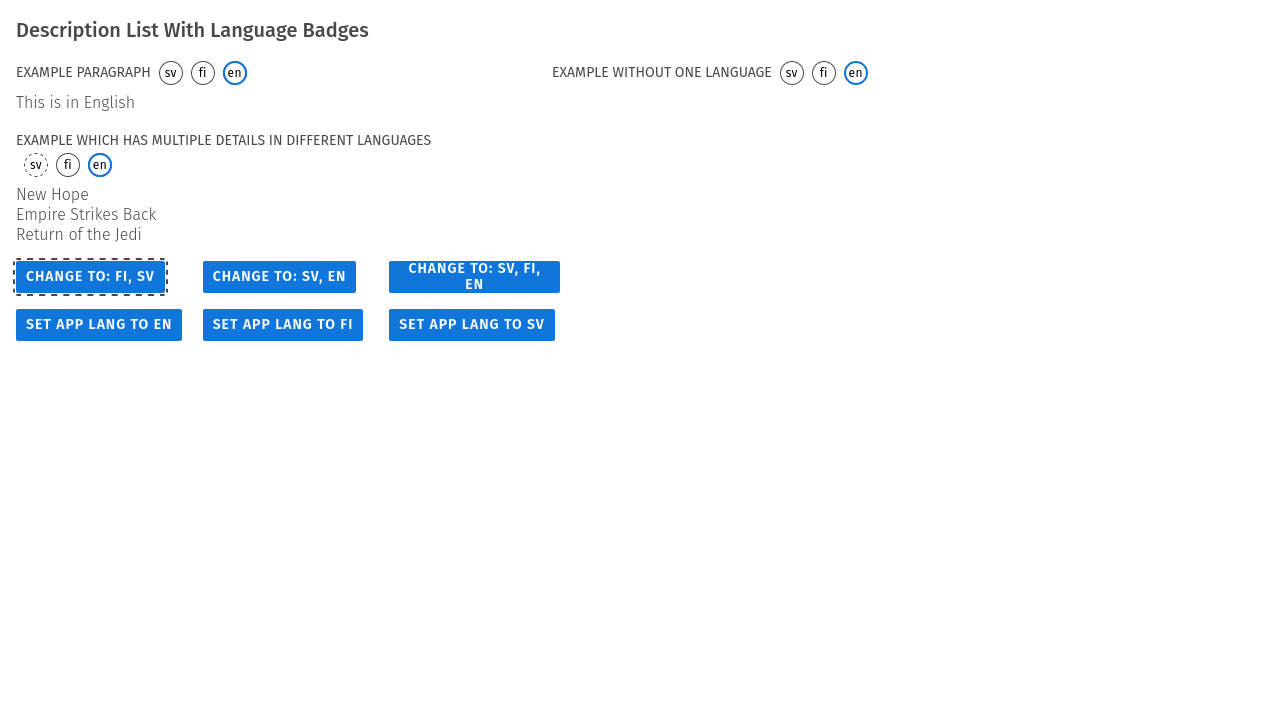 Description List With Language Badges
EXAMPLE PARAGRAPH sv fi en
EXAMPLE WITHOUT ONE LANGUAGE sv fi en
This is in English
EXAMPLE WHICH HAS MULTIPLE DETAILS IN DIFFERENT LANGUAGES
sv fi en
New Hope
Empire Strikes Back
Return of the Jedi
CHANGE TO: FI, SV
CHANGE TO: SV, EN
CHANGE TO: SV, FI,
EN
SET APP LANG TO EN
SET APP LANG TO FI
SET APP LANG TO SV